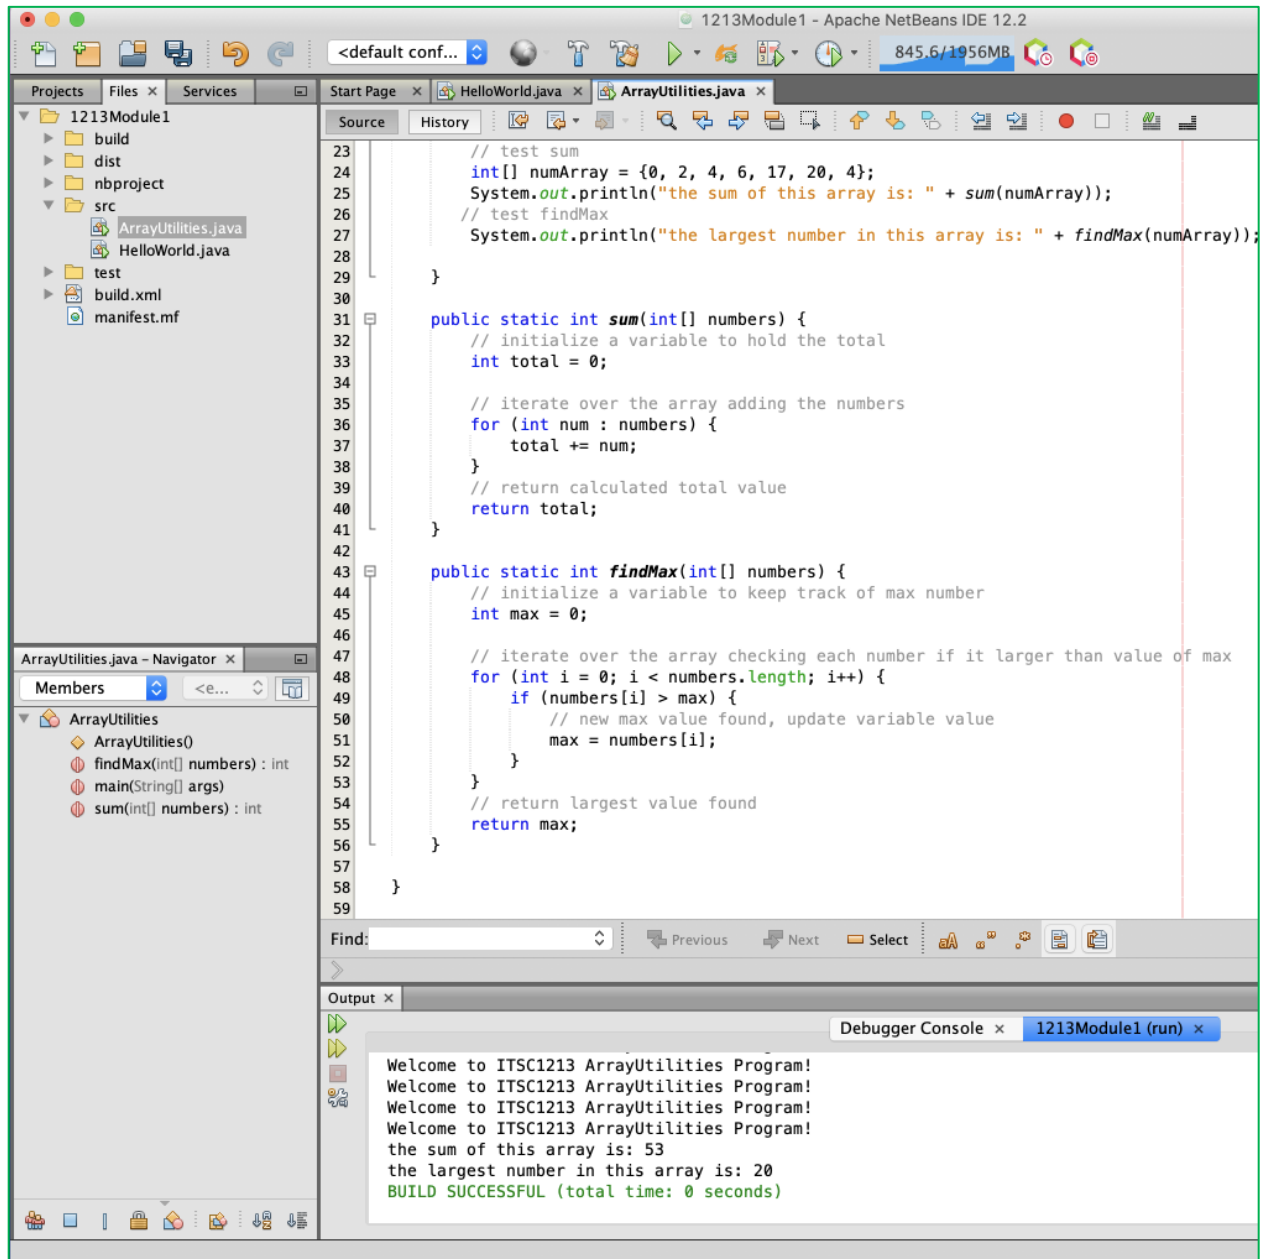 1213Module1 - Apache NetBeans IDE 12.2
<default conf...
845.6/1956MB
Projects
Files
Services
Start Page
HelloWorld.java
ArrayUtilities.java
1213Module1
build
dist
nbproject
src
ArrayUtilities.java
HelloWorld.java
test
build.xml
manifest.mf
Source
History
23 // test sum
24 int[] numArray = {0, 2, 4, 6, 17, 20, 4};
25 System.out.println("the sum of this array is: " + sum(numArray));
26 // test findMax
27 System.out.println("the largest number in this array is: " + findMax(numArray));
28
29 }
30
31 public static int sum(int[] numbers) {
32 // initialize a variable to hold the total
33 int total = 0;
34
35 // iterate over the array adding the numbers
36 for (int num : numbers) {
37 total += num;
38 }
39 // return calculated total value
40 return total;
41 }
42
43 public static int findMax(int[] numbers) {
44 // initialize a variable to keep track of max number
45 int max = 0;
46
47 // iterate over the array checking each number if it larger than value of max
48 for (int i = 0; i < numbers.length; i++) {
49 if (numbers[i] > max) {
50 // new max value found, update variable value
51 max = numbers[i];
52 }
53 }
54 // return largest value found
55 return max;
56 }
57
58 }
59
ArrayUtilities.java – Navigator
Members
<e...
ArrayUtilities
ArrayUtilities()
findMax(int[] numbers) : int
main(String[] args)
sum(int[] numbers) : int
Find:
Previous
Next
Select
Output
Debugger Console
1213Module1 (run)
Welcome to ITSC1213 ArrayUtilities Program!
Welcome to ITSC1213 ArrayUtilities Program!
Welcome to ITSC1213 ArrayUtilities Program!
Welcome to ITSC1213 ArrayUtilities Program!
the sum of this array is: 53
the largest number in this array is: 20
BUILD SUCCESSFUL (total time: 0 seconds)